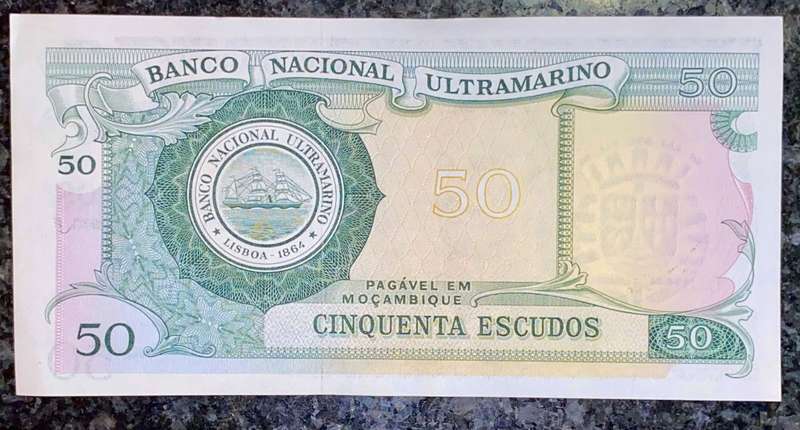 BANCO NACIONAL ULTRAMARINO
50
50
BANCO NACIONAL ULTRAMARINO
LISBOA - 1864
50
PAGÁVEL EM
MOÇAMBIQUE
CINQUENTA ESCUDOS
50
50